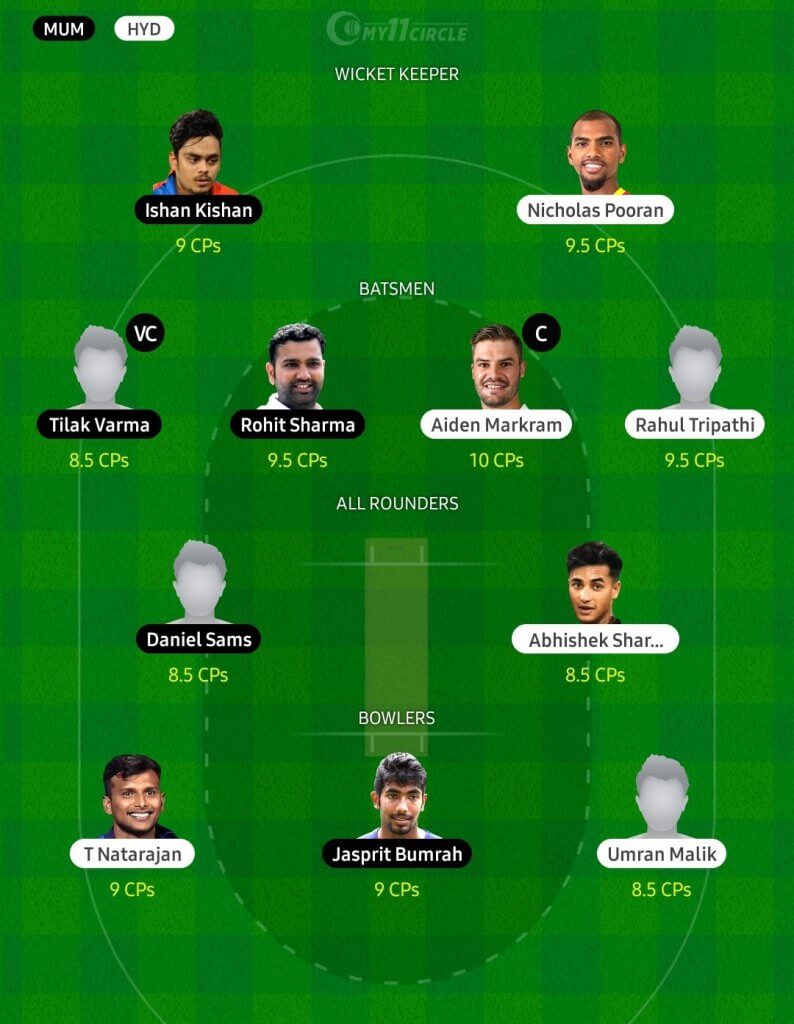 MUM HYD MY11CIRCLE
WICKET KEEPER
Ishan Kishan Nicholas Pooran
9 CPs 9.5 CPs
BATSMEN
VC C
Tilak Varma Rohit Sharma Aiden Markram Rahul Tripathi
8.5 CPs 9.5 CPs 10 CPs 9.5 CPs
ALL ROUNDERS
Daniel Sams Abhishek Shar...
8.5 CPs 8.5 CPs
BOWLERS
T Natarajan Jasprit Bumrah Umran Malik
9 CPs 9 CPs 8.5 CPs